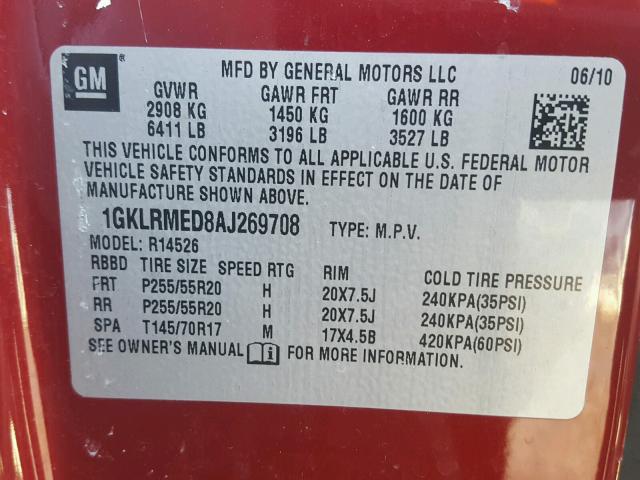 GM
MFD BY GENERAL MOTORS LLC 06/10
GVWR GAWR FRT GAWR RR
2908 KG 1450 KG 1600 KG
6411 LB 3196 LB 3527 LB
THIS VEHICLE CONFORMS TO ALL APPLICABLE U.S. FEDERAL MOTOR
VEHICLE SAFETY STANDARDS IN EFFECT ON THE DATE OF
MANUFACTURE SHOWN ABOVE.
1GKLRMED8AJ269708 TYPE: M.P.V.
MODEL: R14526
RBBD TIRE SIZE SPEED RTG RIM COLD TIRE PRESSURE
FRT P255/55R20 H 20X7.5J 240KPA(35PSI)
RR P255/55R20 H 20X7.5J 240KPA(35PSI)
SPA T145/70R17 M 17X4.5B 420KPA(60PSI)
SEE OWNER'S MANUAL i FOR MORE INFORMATION.